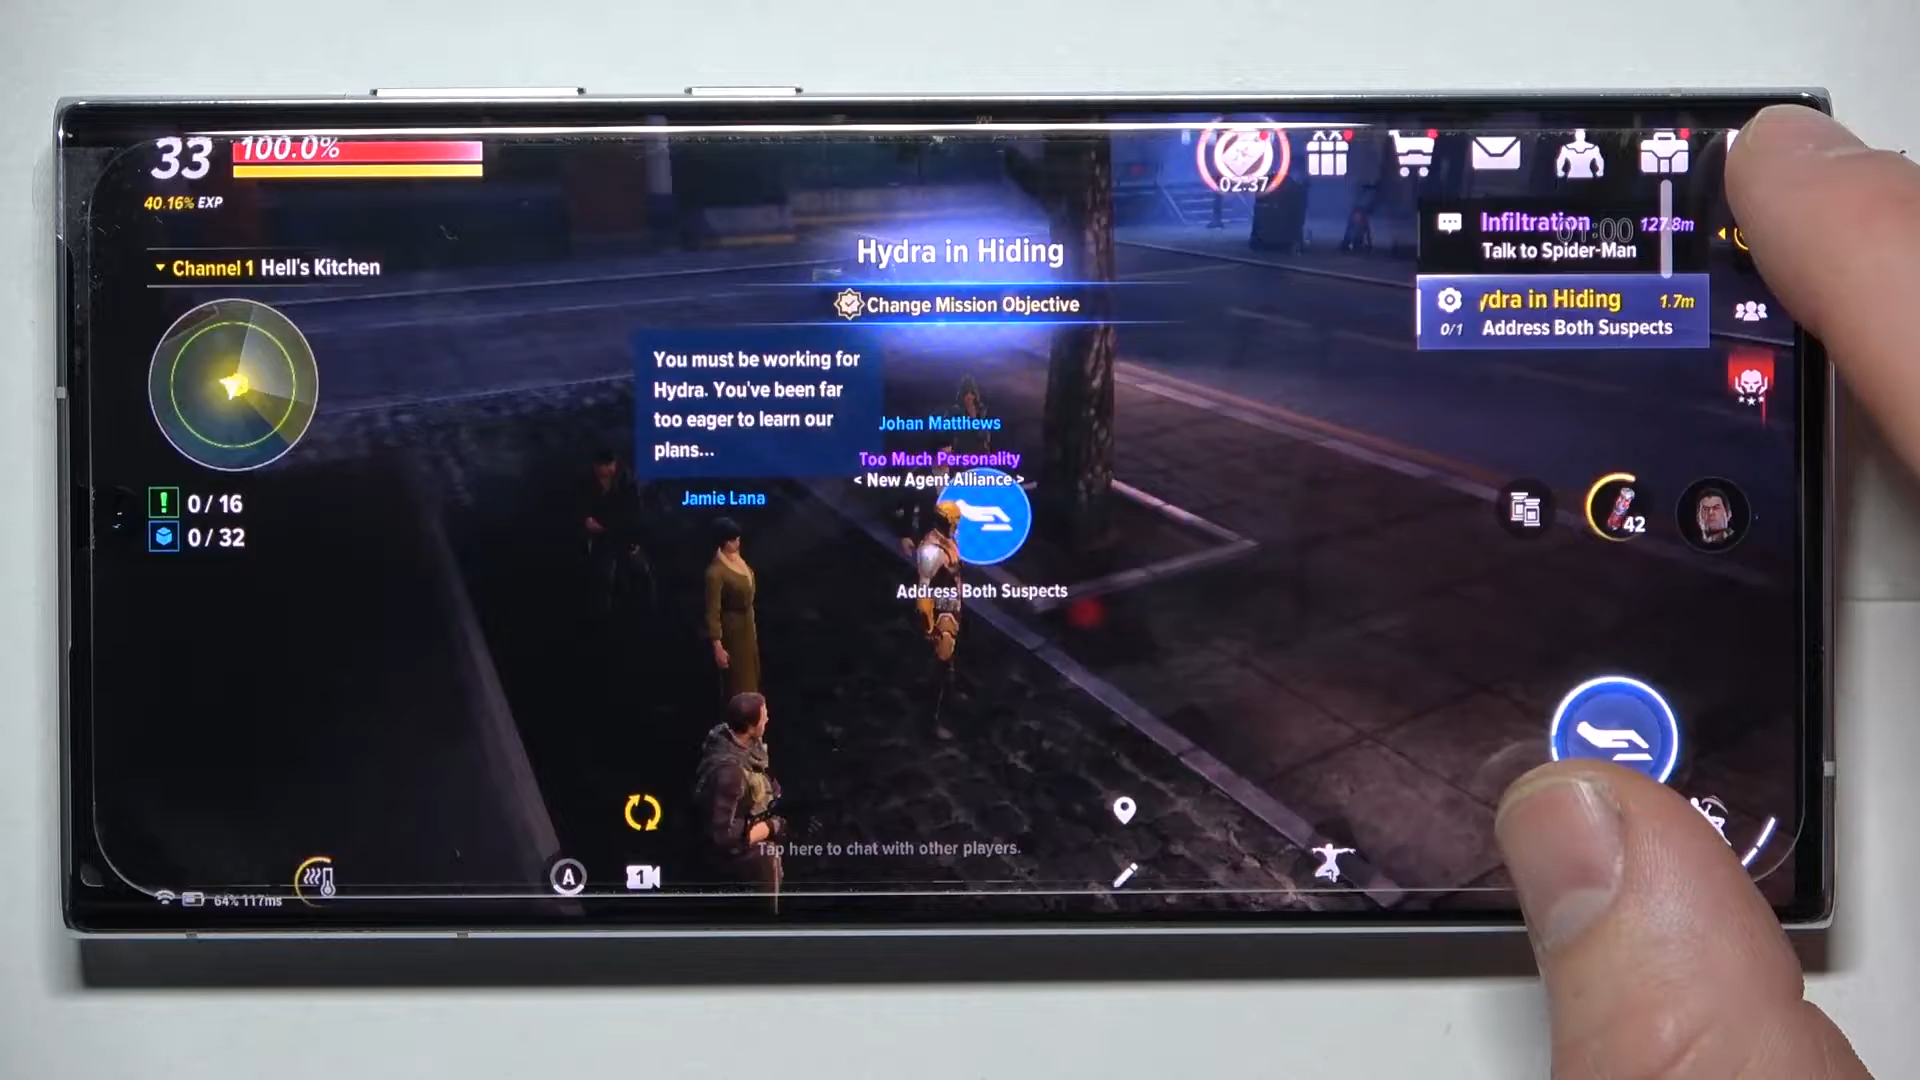 33
100.0%
40.16% EXP
Channel 1 Hell's Kitchen
0 / 16
0 / 32
02:37
Hydra in Hiding
Change Mission Objective
Infiltration 127.8m
01:00
Talk to Spider-Man
ydra in Hiding 1.7m
0/1 Address Both Suspects
You must be working for
Hydra. You've been far
too eager to learn our
plans...
Jamie Lana
Johan Matthews
Too Much Personality
< New Agent Alliance >
Address Both Suspects
42
Tap here to chat with other players.
A
1
64% 117ms